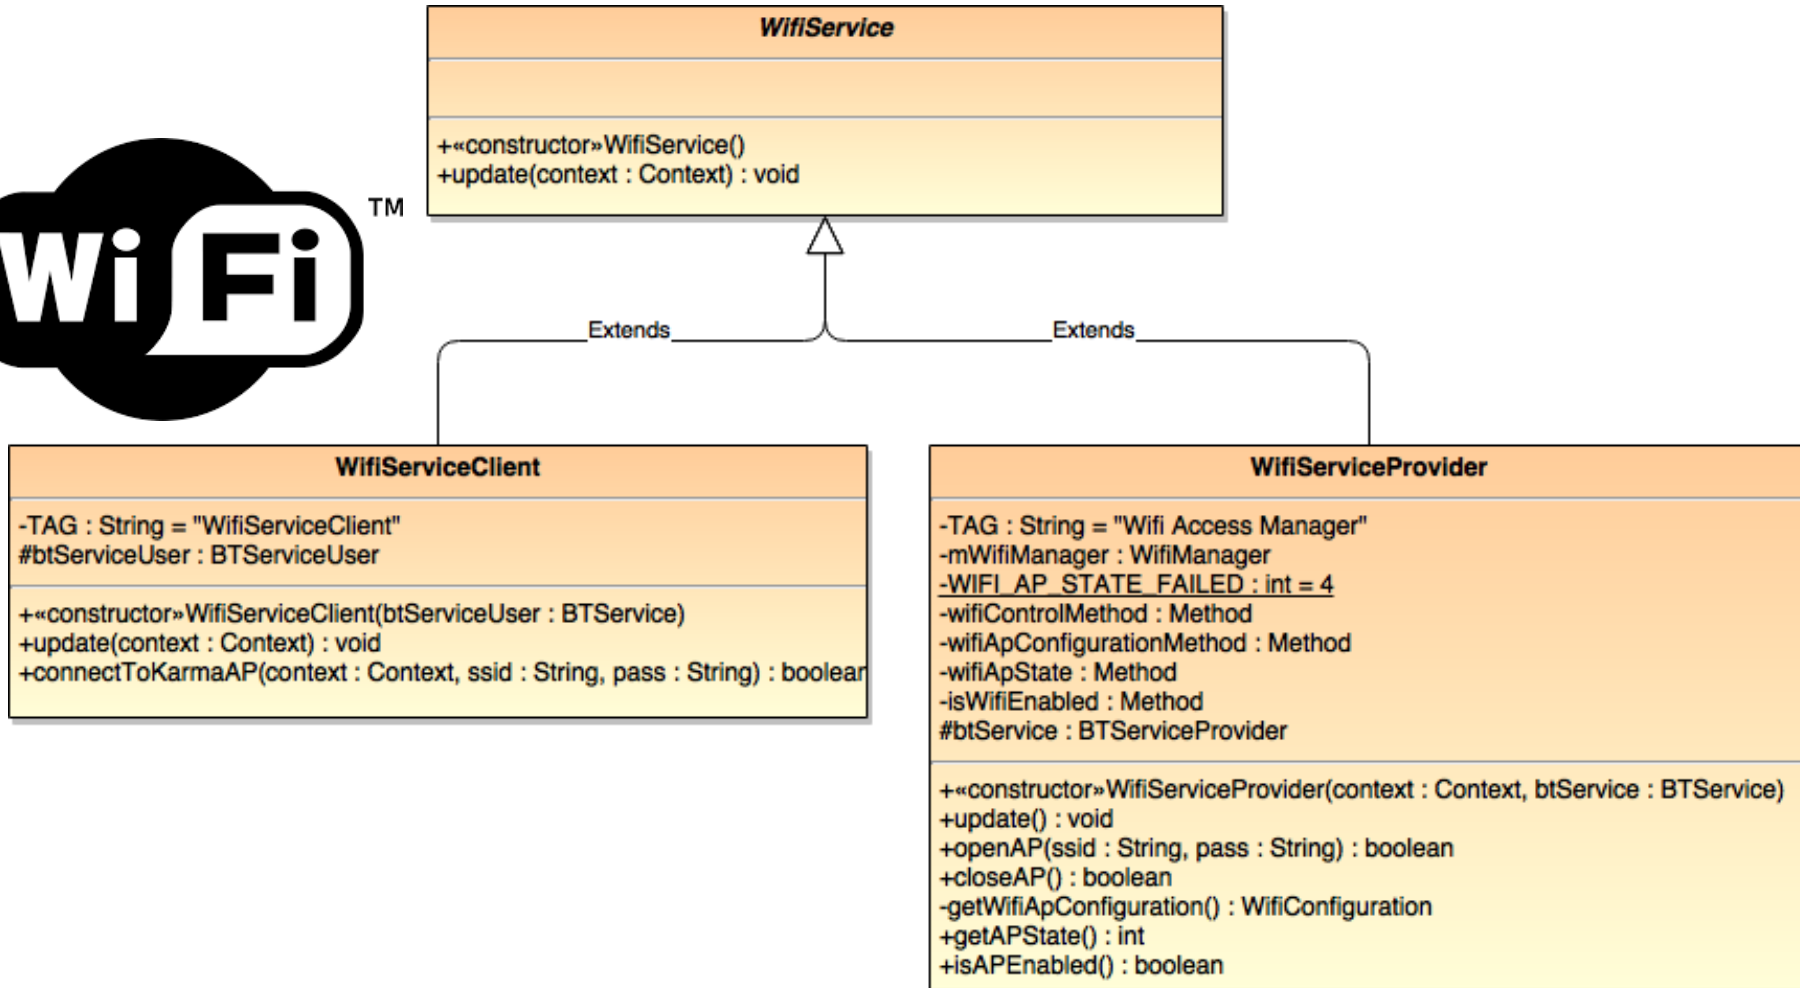 WifiService
+«constructor»WifiService()
+update(context : Context) : void
Wi Fi TM
Extends
Extends
WifiServiceClient
-TAG : String = "WifiServiceClient"
#btServiceUser : BTServiceUser
+«constructor»WifiServiceClient(btServiceUser : BTService)
+update(context : Context) : void
+connectToKarmaAP(context : Context, ssid : String, pass : String) : boolean
WifiServiceProvider
-TAG : String = "Wifi Access Manager"
-mWifiManager : WifiManager
-WIFI_AP_STATE_FAILED : int = 4
-wifiControlMethod : Method
-wifiApConfigurationMethod : Method
-wifiApState : Method
-isWifiEnabled : Method
#btService : BTServiceProvider
+«constructor»WifiServiceProvider(context : Context, btService : BTService)
+update() : void
+openAP(ssid : String, pass : String) : boolean
+closeAP() : boolean
-getWifiApConfiguration() : WifiConfiguration
+getAPState() : int
+isAPEnabled() : boolean